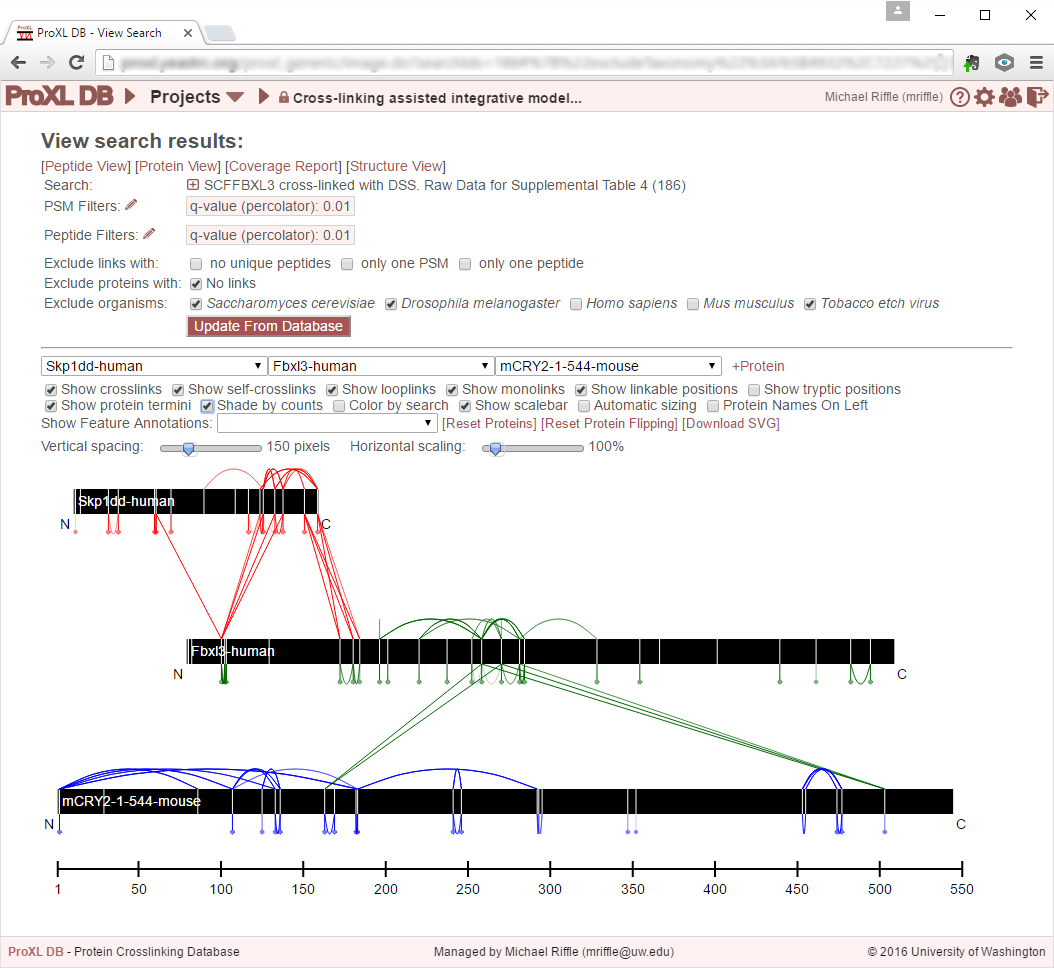 ProXL DB - View Search
ProXL DB Projects Cross-linking assisted integrative model... Michael Riffle (mriffle)
View search results:
[Peptide View] [Protein View] [Coverage Report] [Structure View]
Search: SCFFBXL3 cross-linked with DSS. Raw Data for Supplemental Table 4 (186)
PSM Filters: q-value (percolator): 0.01
Peptide Filters: q-value (percolator): 0.01
Exclude links with: no unique peptides only one PSM only one peptide
Exclude proteins with: No links
Exclude organisms: Saccharomyces cerevisiae Drosophila melanogaster Homo sapiens Mus musculus Tobacco etch virus
Update From Database
Skp1dd-human Fbxl3-human mCRY2-1-544-mouse +Protein
Show crosslinks Show self-crosslinks Show looplinks Show monolinks Show linkable positions Show tryptic positions
Show protein termini Shade by counts Color by search Show scalebar Automatic sizing Protein Names On Left
Show Feature Annotations: [Reset Proteins] [Reset Protein Flipping] [Download SVG]
Vertical spacing: 150 pixels Horizontal scaling: 100%
Skp1dd-human
N C
Fbxl3-human
N C
mCRY2-1-544-mouse
N C
1 50 100 150 200 250 300 350 400 450 500 550
ProXL DB - Protein Crosslinking Database Managed by Michael Riffle (mriffle@uw.edu) © 2016 University of Washington